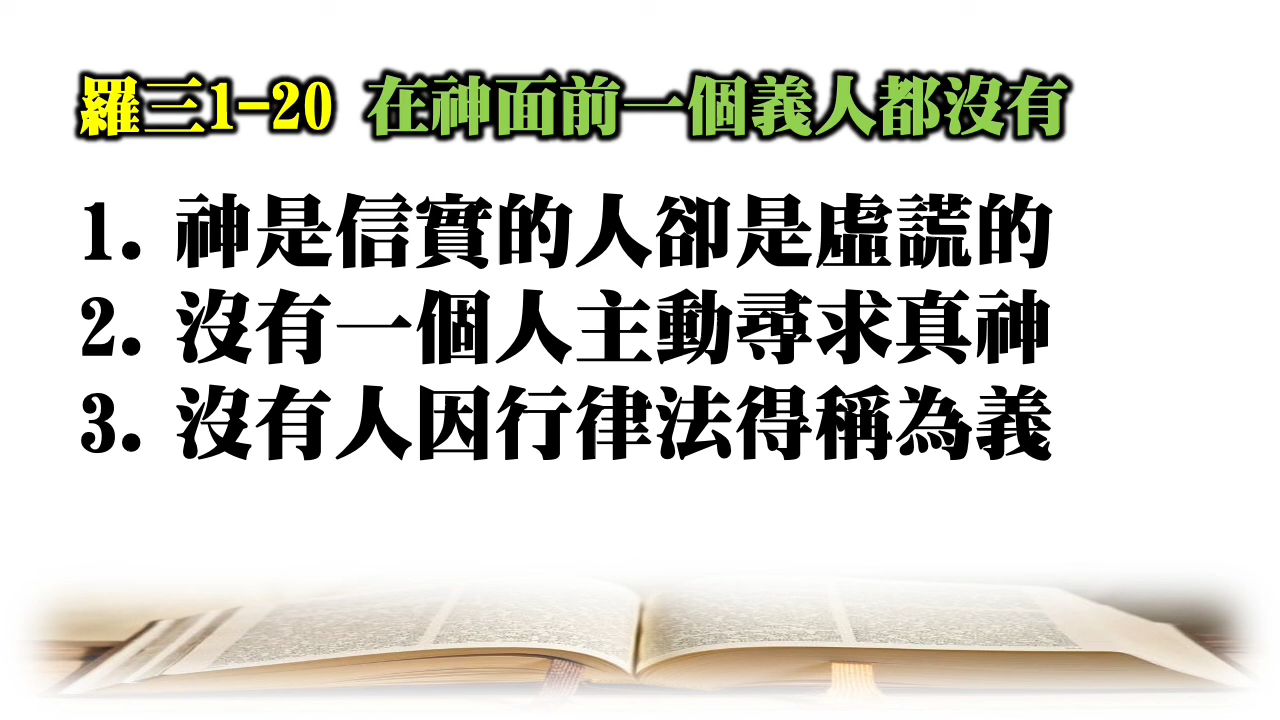 羅三1-20 在神面前一個義人都沒有
1. 神是信實的人卻是虛謊的
2. 沒有一個人主動尋求真神
3. 沒有人因行律法得稱為義